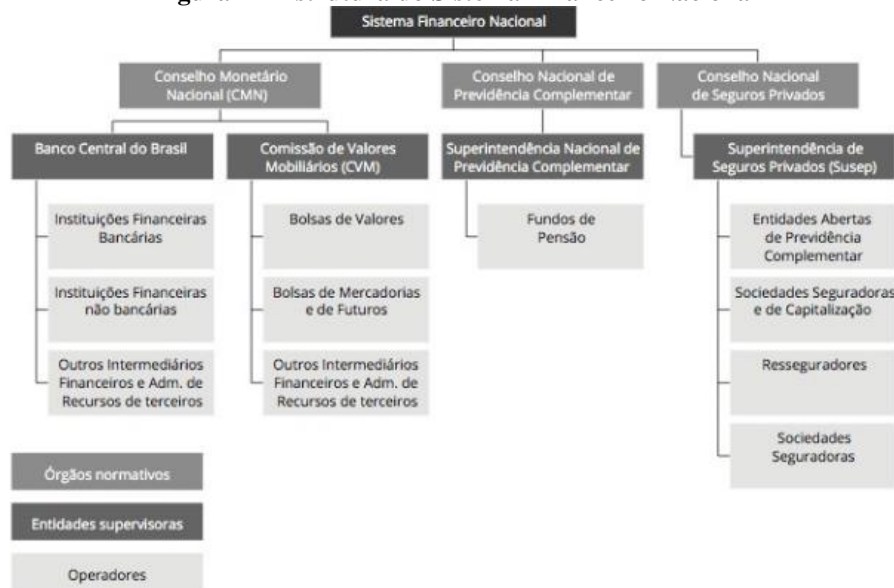 Sistema Financeiro Nacional
Conselho Monetário
Nacional (CMN)
Conselho Nacional de
Previdência Complementar
Conselho Nacional
de Seguros Privados
Banco Central do Brasil
Comissão de Valores
Mobiliários (CVM)
Superintendência Nacional de
Previdência Complementar
Superintendência de
Seguros Privados (Susep)
Instituições Financeiras
Bancárias
Bolsas de Valores
Fundos de
Pensão
Entidades Abertas
de Previdência
Complementar
Instituições Financeiras
não bancárias
Bolsas de Mercadorias
e de Futuros
Sociedades Seguradoras
e de Capitalização
Outros Intermediários
Financeiros e Adm. de
Recursos de terceiros
Outros Intermediários
Financeiros e Adm. de
Recursos de terceiros
Resseguradores
Sociedades
Seguradoras
Órgãos normativos
Entidades supervisoras
Operadores